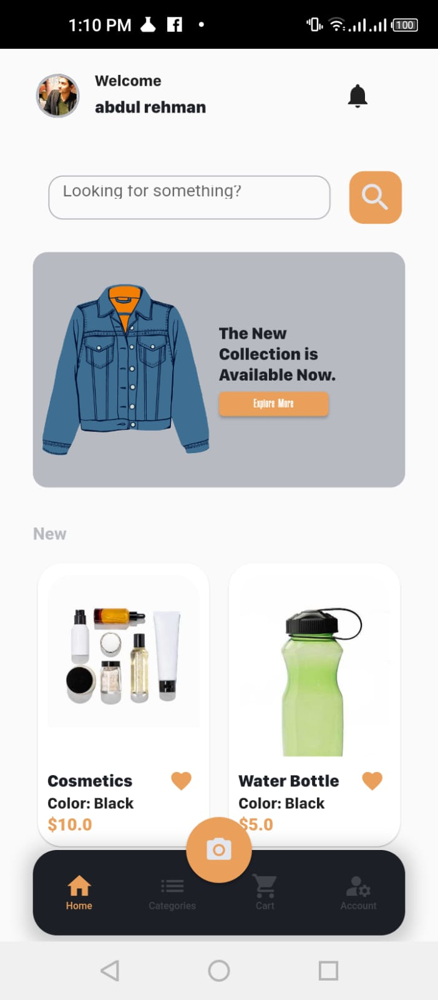 1:10 PM
100
Welcome
abdul rehman
Looking for something?
The New
Collection is
Available Now.
Explore More
New
Cosmetics
Color: Black
$10.0
Water Bottle
Color: Black
$5.0
Home
Categories
Cart
Account